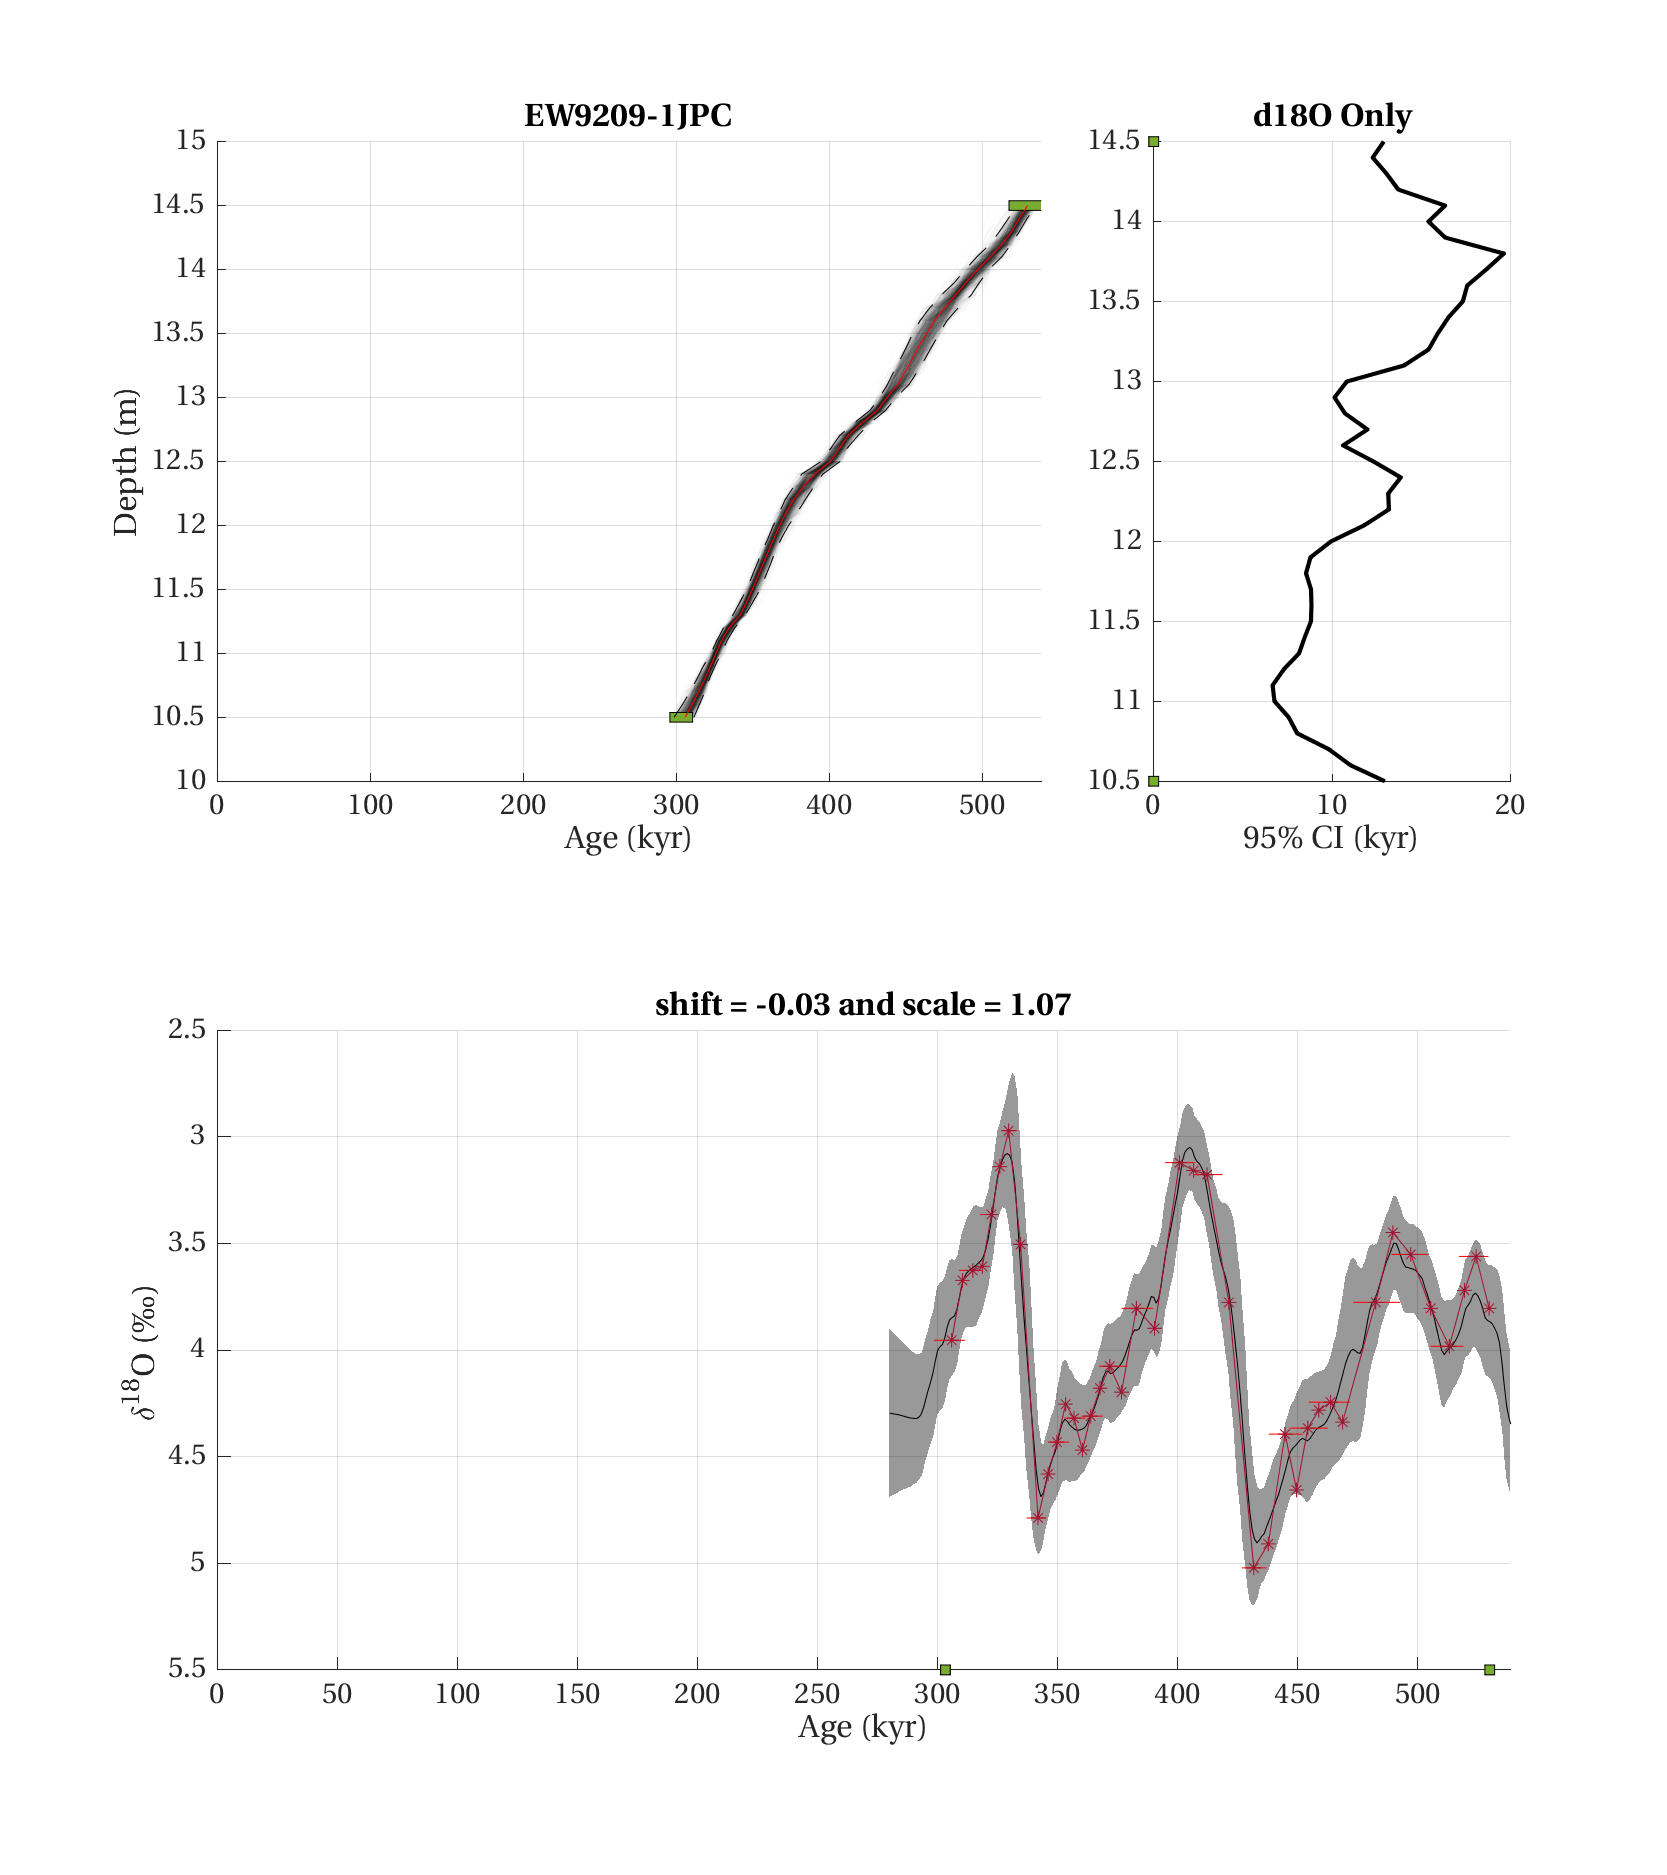 EW9209-1JPC
15
14.5
14
13.5
13
12.5
12
11.5
11
10.5
10
Depth (m)
0 100 200 300 400 500
Age (kyr)
d18O Only
14.5
14
13.5
13
12.5
12
11.5
11
10.5
0 10 20
95% CI (kyr)
shift = -0.03 and scale = 1.07
2.5
3
3.5
4
4.5
5
5.5
δ18O (‰)
0 50 100 150 200 250 300 350 400 450 500
Age (kyr)